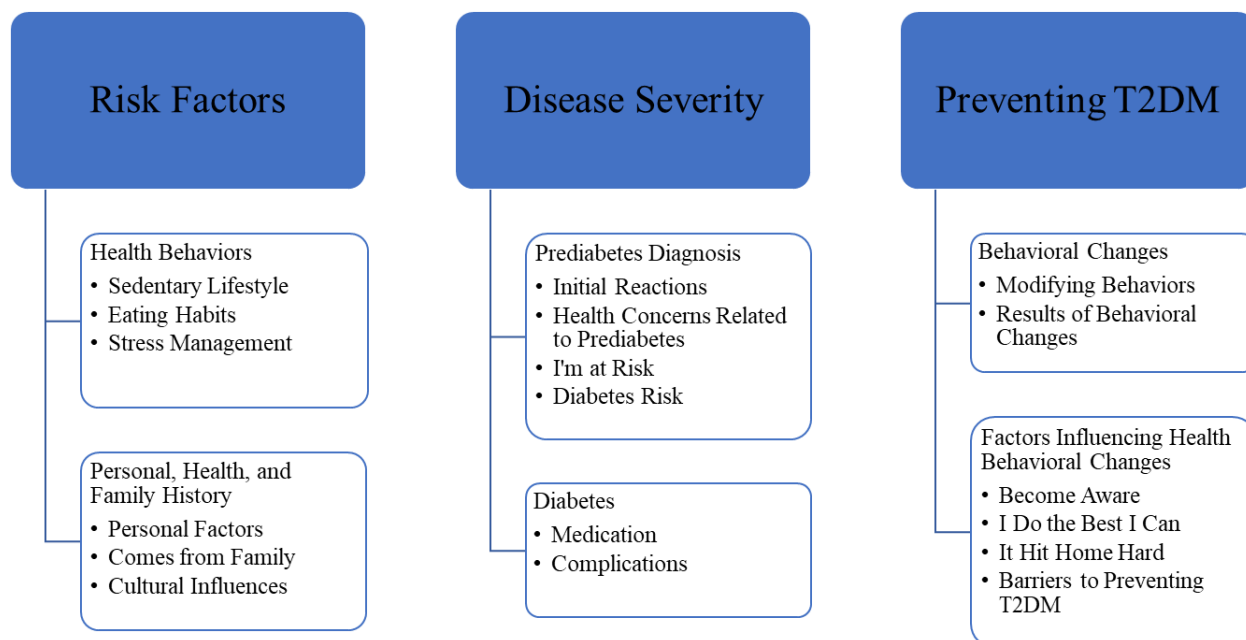 Risk Factors
Health Behaviors
• Sedentary Lifestyle
• Eating Habits
• Stress Management
Personal, Health, and
Family History
• Personal Factors
• Comes from Family
• Cultural Influences
Disease Severity
Prediabetes Diagnosis
• Initial Reactions
• Health Concerns Related
to Prediabetes
• I'm at Risk
• Diabetes Risk
Diabetes
• Medication
• Complications
Preventing T2DM
Behavioral Changes
• Modifying Behaviors
• Results of Behavioral
Changes
Factors Influencing Health
Behavioral Changes
• Become Aware
• I Do the Best I Can
• It Hit Home Hard
• Barriers to Preventing
T2DM